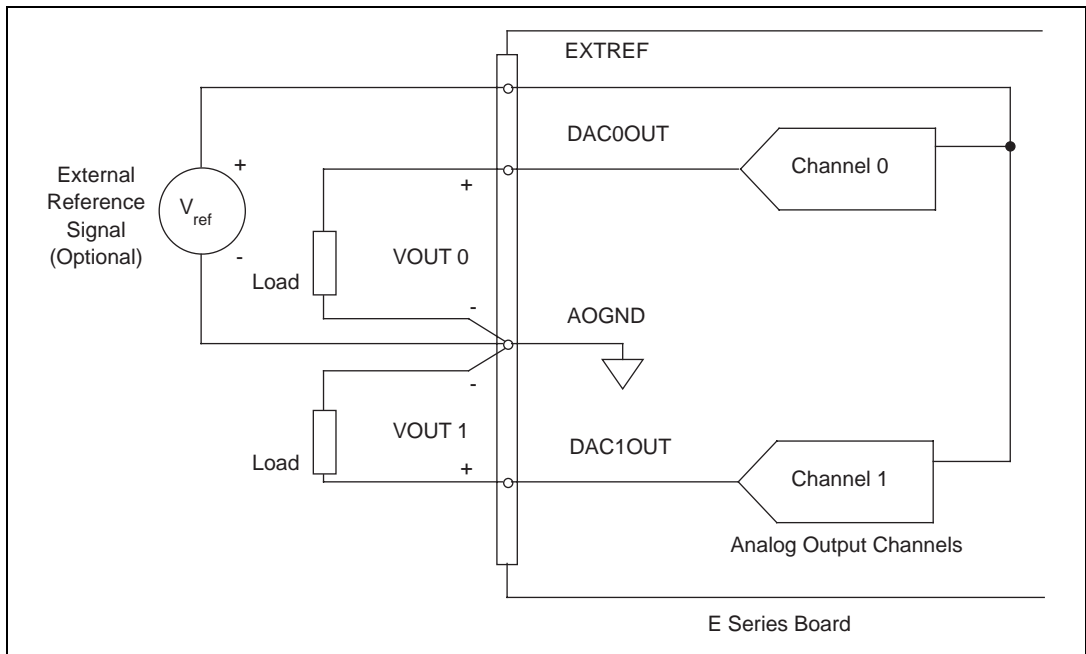 EXTREF
DAC0OUT
Channel 0
+
External
Reference
Signal
(Optional)
V ref
-
+
VOUT 0
Load
-
AOGND
-
VOUT 1
DAC1OUT
Load
+
Channel 1
Analog Output Channels
E Series Board